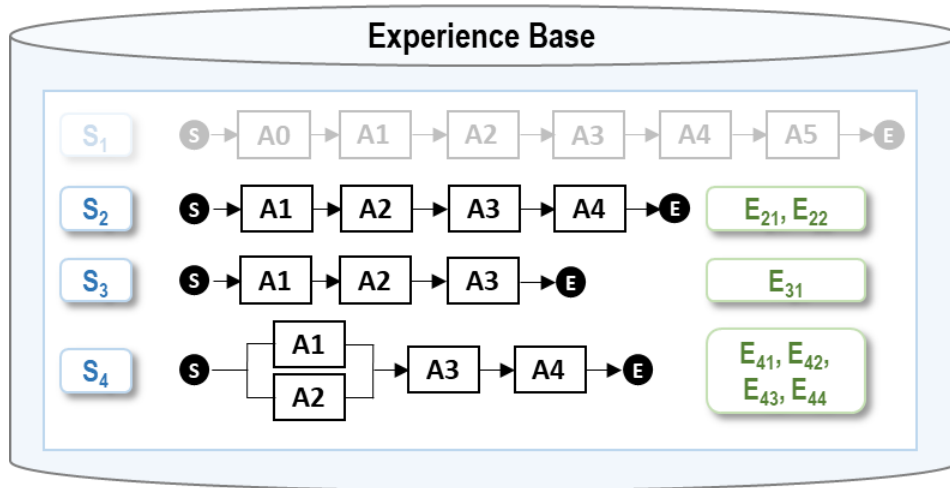 Experience Base
S₁ S A0 A1 A2 A3 A4 A5 E
S₂ S A1 A2 A3 A4 E E₂₁, E₂₂
S₃ S A1 A2 A3 E E₃₁
S₄ S A1 A2 A3 A4 E E₄₁, E₄₂,
E₄₃, E₄₄